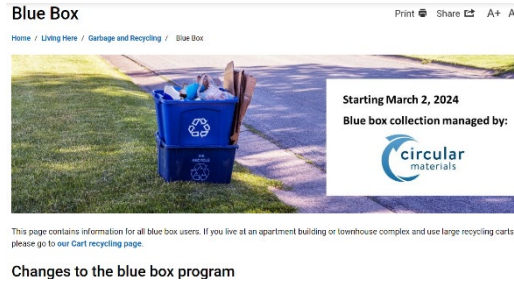 Blue Box
Print Share A+ A
Home / Living Here / Garbage and Recycling / Blue Box
Starting March 2, 2024
Blue box collection managed by:
circular
materials
This page contains information for all blue box users. If you live at an apartment building or townhouse complex and use large recycling carts
please go to our Cart recycling page.
Changes to the blue box program